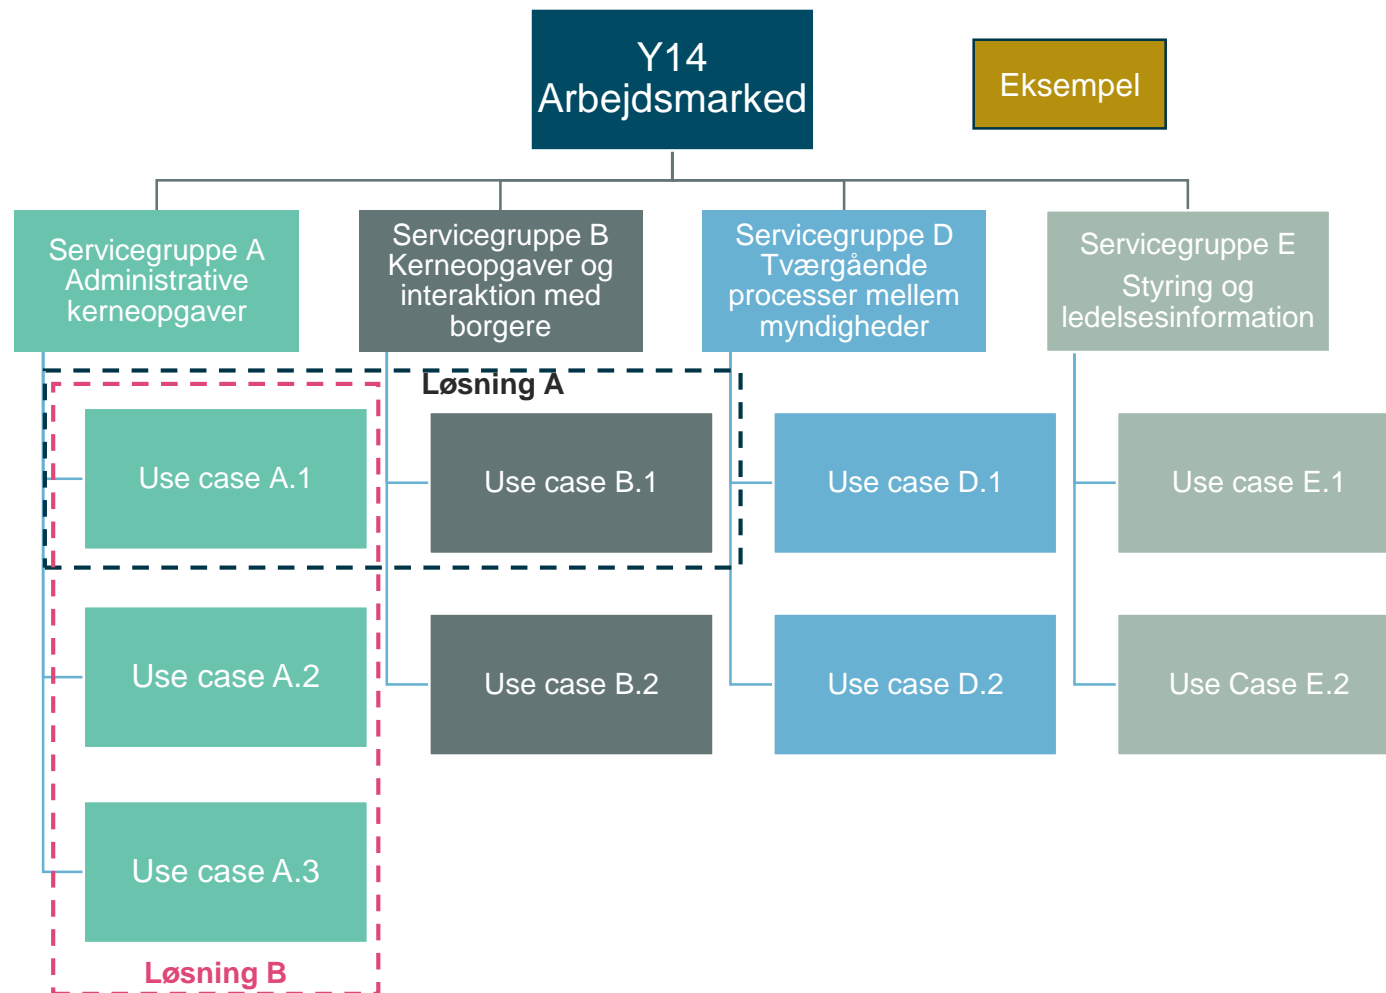 Y14
Arbejdsmarked
Eksempel
Servicegruppe A
Administrative
kerneopgaver
Servicegruppe B
Kerneopgaver og
interaktion med
borgere
Servicegruppe D
Tværgående
processer mellem
myndigheder
Servicegruppe E
Styring og
ledelsesinformation
Løsning A
Use case A.1
Use case B.1
Use case D.1
Use case E.1
Use case A.2
Use case B.2
Use case D.2
Use Case E.2
Use case A.3
Løsning B